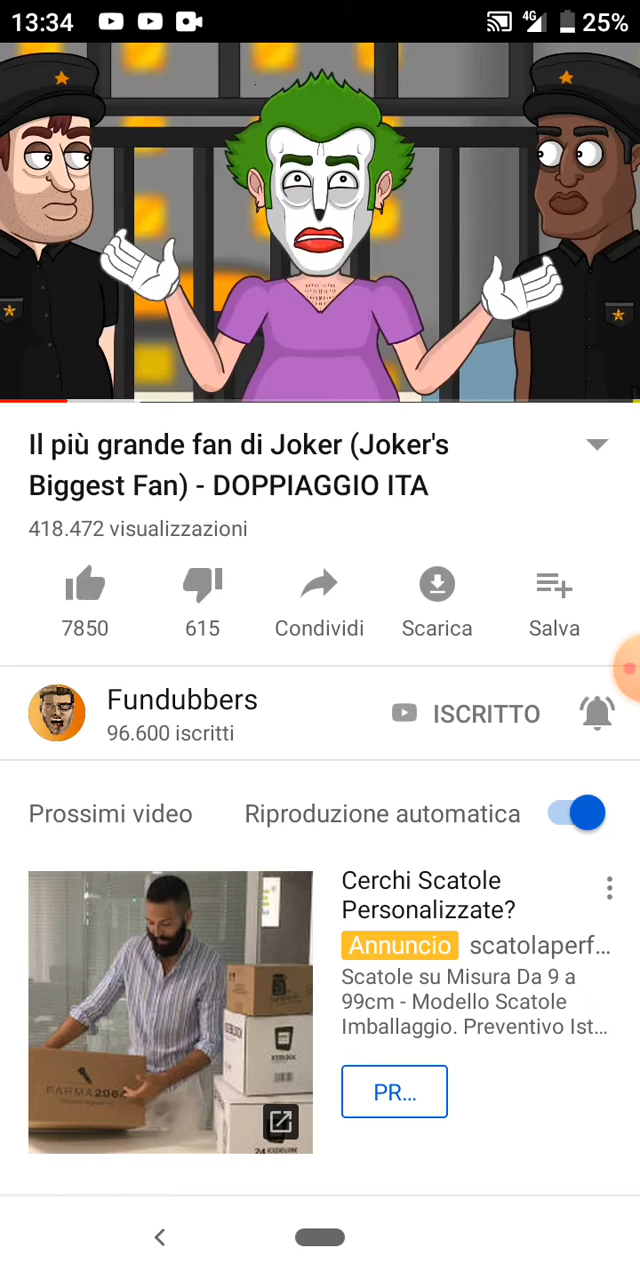 13:34
4G
25%
Il più grande fan di Joker (Joker's
Biggest Fan) - DOPPIAGGIO ITA
418.472 visualizzazioni
7850
615
Condividi
Scarica
Salva
Fundubbers
96.600 iscritti
ISCRITTO
Prossimi video
Riproduzione automatica
Cerchi Scatole
Personalizzate?
Annuncio scatolaperf...
Scatole su Misura Da 9 a
99cm - Modello Scatole
Imballaggio. Preventivo Ist...
PR...